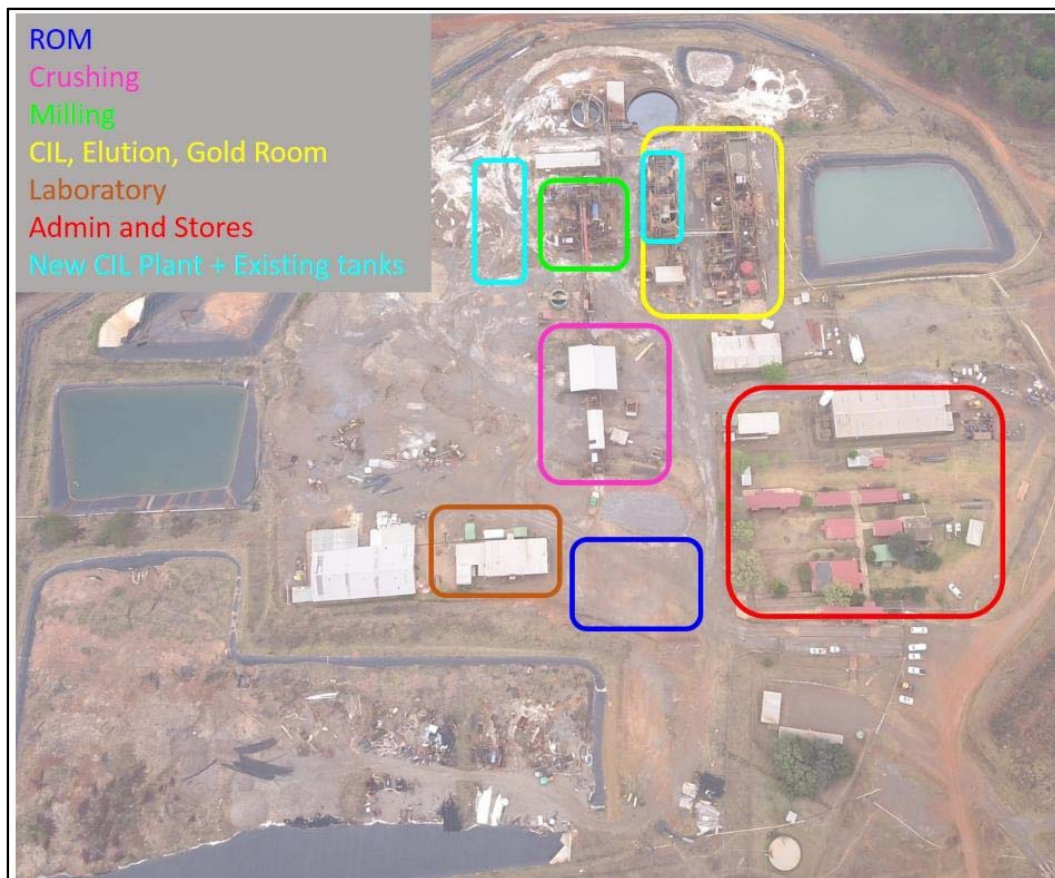 ROM
Crushing
Milling
CIL, Elution, Gold Room
Laboratory
Admin and Stores
New CIL Plant + Existing tanks